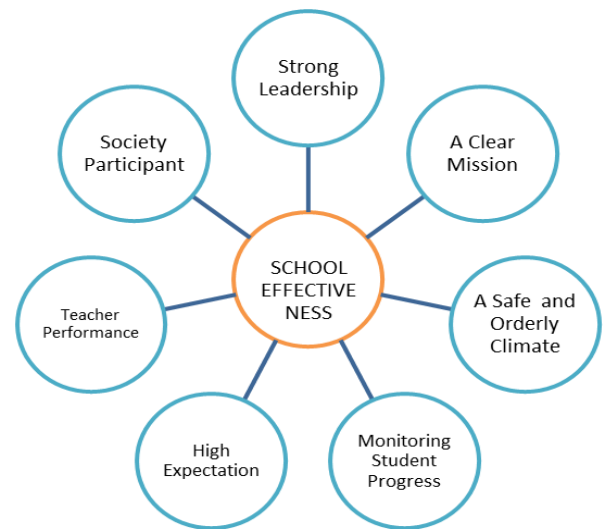 Strong
Leadership
A Clear
Mission
A Safe and
Orderly
Climate
Monitoring
Student
Progress
High
Expectation
Teacher
Performance
Society
Participant
SCHOOL
EFFECTIVE
NESS